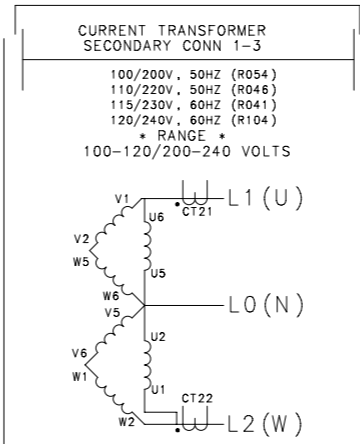 CURRENT TRANSFORMER
SECONDARY CONN 1-3
100/200V, 50HZ (R054)
110/220V, 50HZ (R046)
115/230V, 60HZ (R041)
120/240V, 60HZ (R104)
* RANGE *
100-120/200-240 VOLTS
V1
U6
CT21
L1(U)
V2
W5
U5
W6
V5
L0(N)
U2
V6
W1
U1
CT22
W2
L2(W)